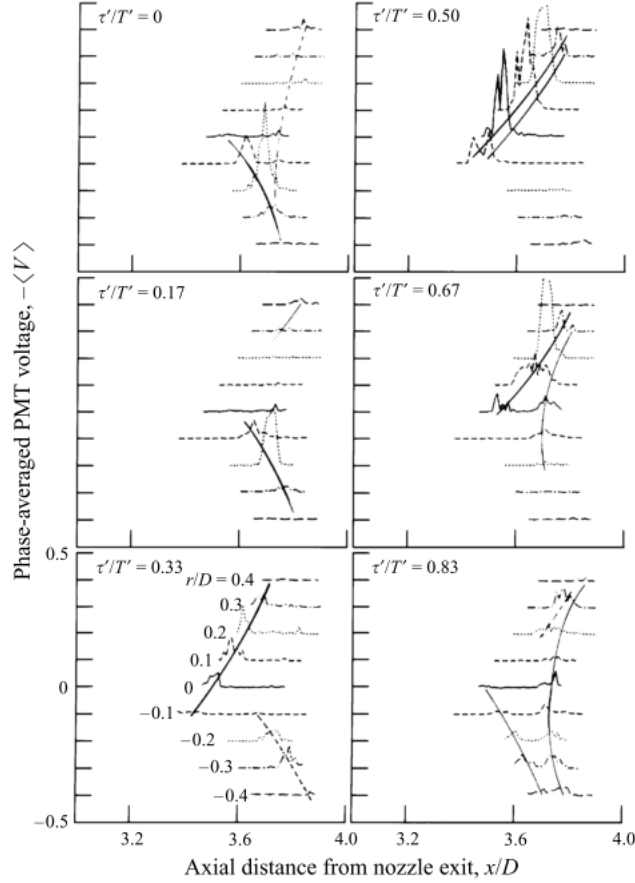 τ′/T′ = 0
τ′/T′ = 0.50
τ′/T′ = 0.17
τ′/T′ = 0.67
Phase-averaged PMT voltage, −⟨V⟩
0.5
τ′/T′ = 0.33
τ′/T′ = 0.83
r/D = 0.4
0.3
0.2
0.1
0
0
−0.1
−0.2
−0.3
−0.4
−0.5
3.2
3.6
4.0
3.2
3.6
4.0
Axial distance from nozzle exit, x/D